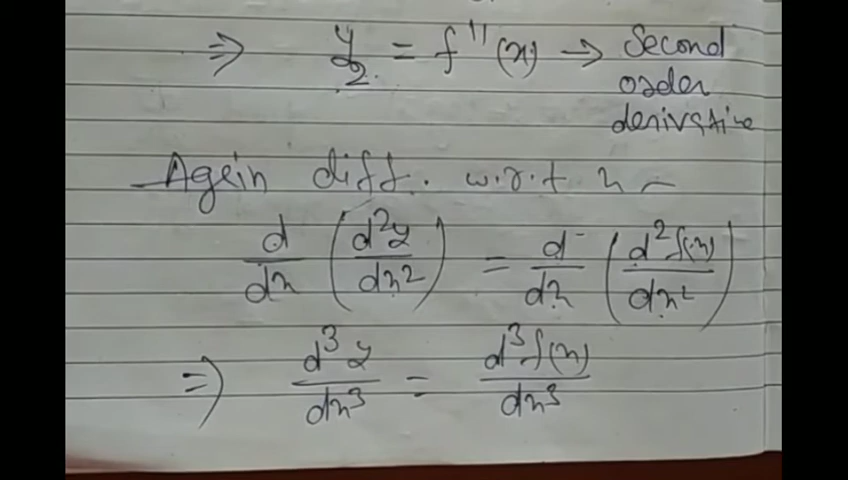 ⇒ y₂ = f''(x) → Second
order
derivative
Again diff. w.r.t x –
d/dx (d²y/dx²) = d/dx (d²f(x)/dx²)
⇒ d³y/dx³ = d³f(x)/dx³